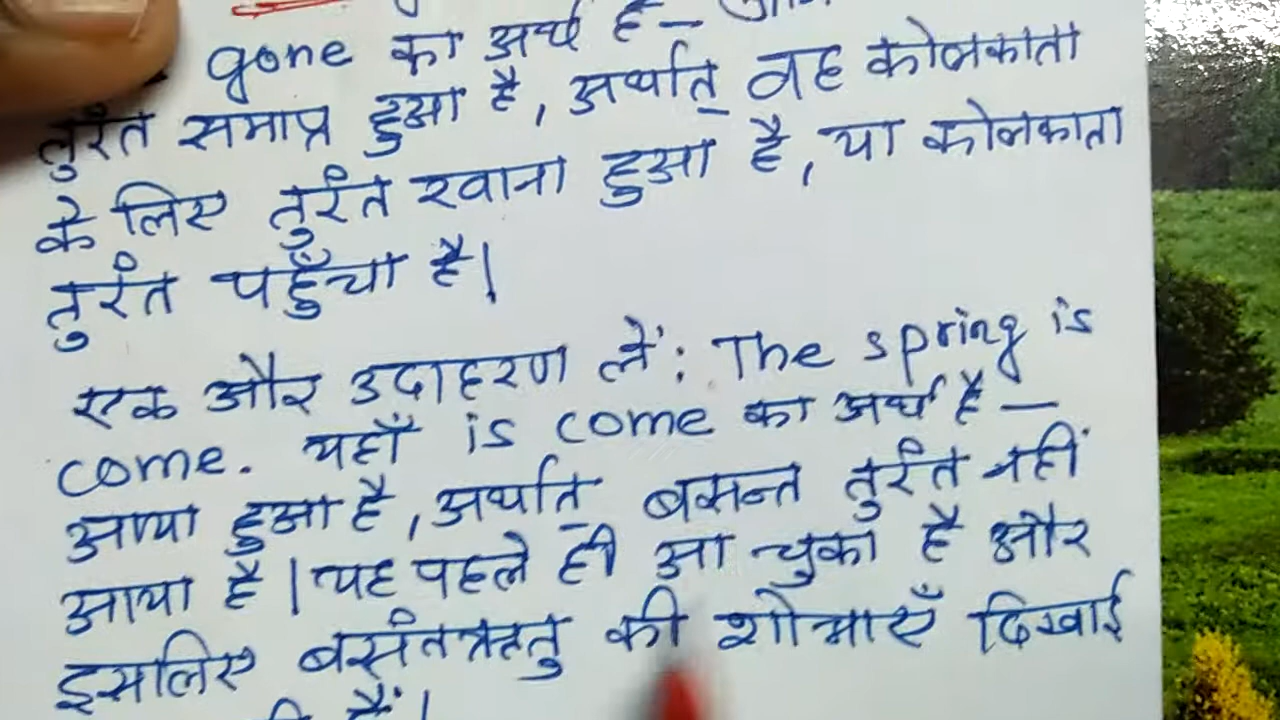 gone का अर्थ है –
तुरंत समाप्त हुआ है, अर्थात् वह कोलकाता
के लिए तुरंत रवाना हुआ है, या कोलकाता
तुरंत पहुँचा है।
एक और उदाहरण लें: The spring is
come. यहाँ is come का अर्थ है –
आया हुआ है, अर्थात् बसन्त तुरंत नहीं
आया है। यह पहले ही आ चुका है और
इसलिए बसंतऋतु की शोभाएँ दिखाई
हैं।